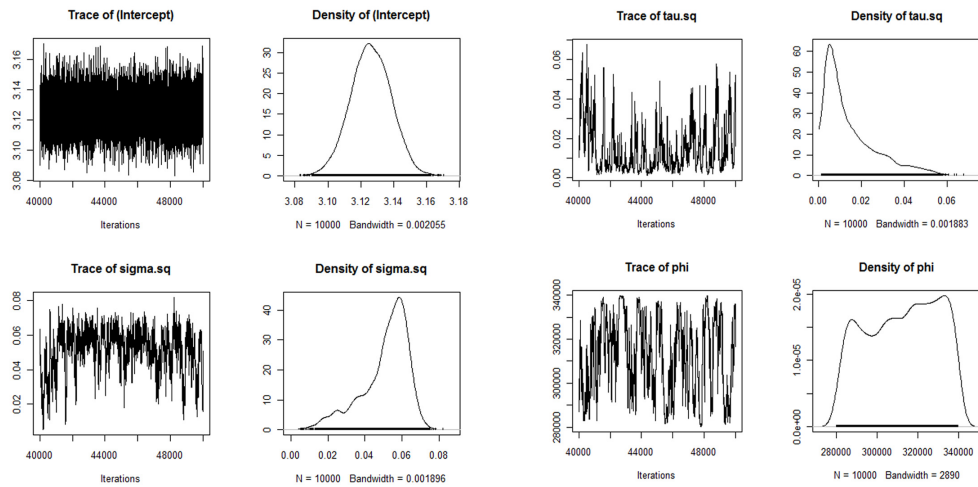 Trace of (Intercept)
3.08 3.10 3.12 3.14 3.16
40000 44000 48000
Iterations
Density of (Intercept)
0 5 10 15 20 25 30
3.08 3.10 3.12 3.14 3.16 3.18
N = 10000 Bandwidth = 0.002055
Trace of tau.sq
0.00 0.02 0.04 0.06
40000 44000 48000
Iterations
Density of tau.sq
0 10 20 30 40 50 60
0.00 0.02 0.04 0.06
N = 10000 Bandwidth = 0.001883
Trace of sigma.sq
0.02 0.04 0.06 0.08
40000 44000 48000
Iterations
Density of sigma.sq
0 10 20 30 40
0.00 0.02 0.04 0.06 0.08
N = 10000 Bandwidth = 0.001896
Trace of phi
280000 300000 320000 340000
40000 44000 48000
Iterations
Density of phi
0.0e+00 1.0e-05 2.0e-05
280000 300000 320000 340000
N = 10000 Bandwidth = 2890